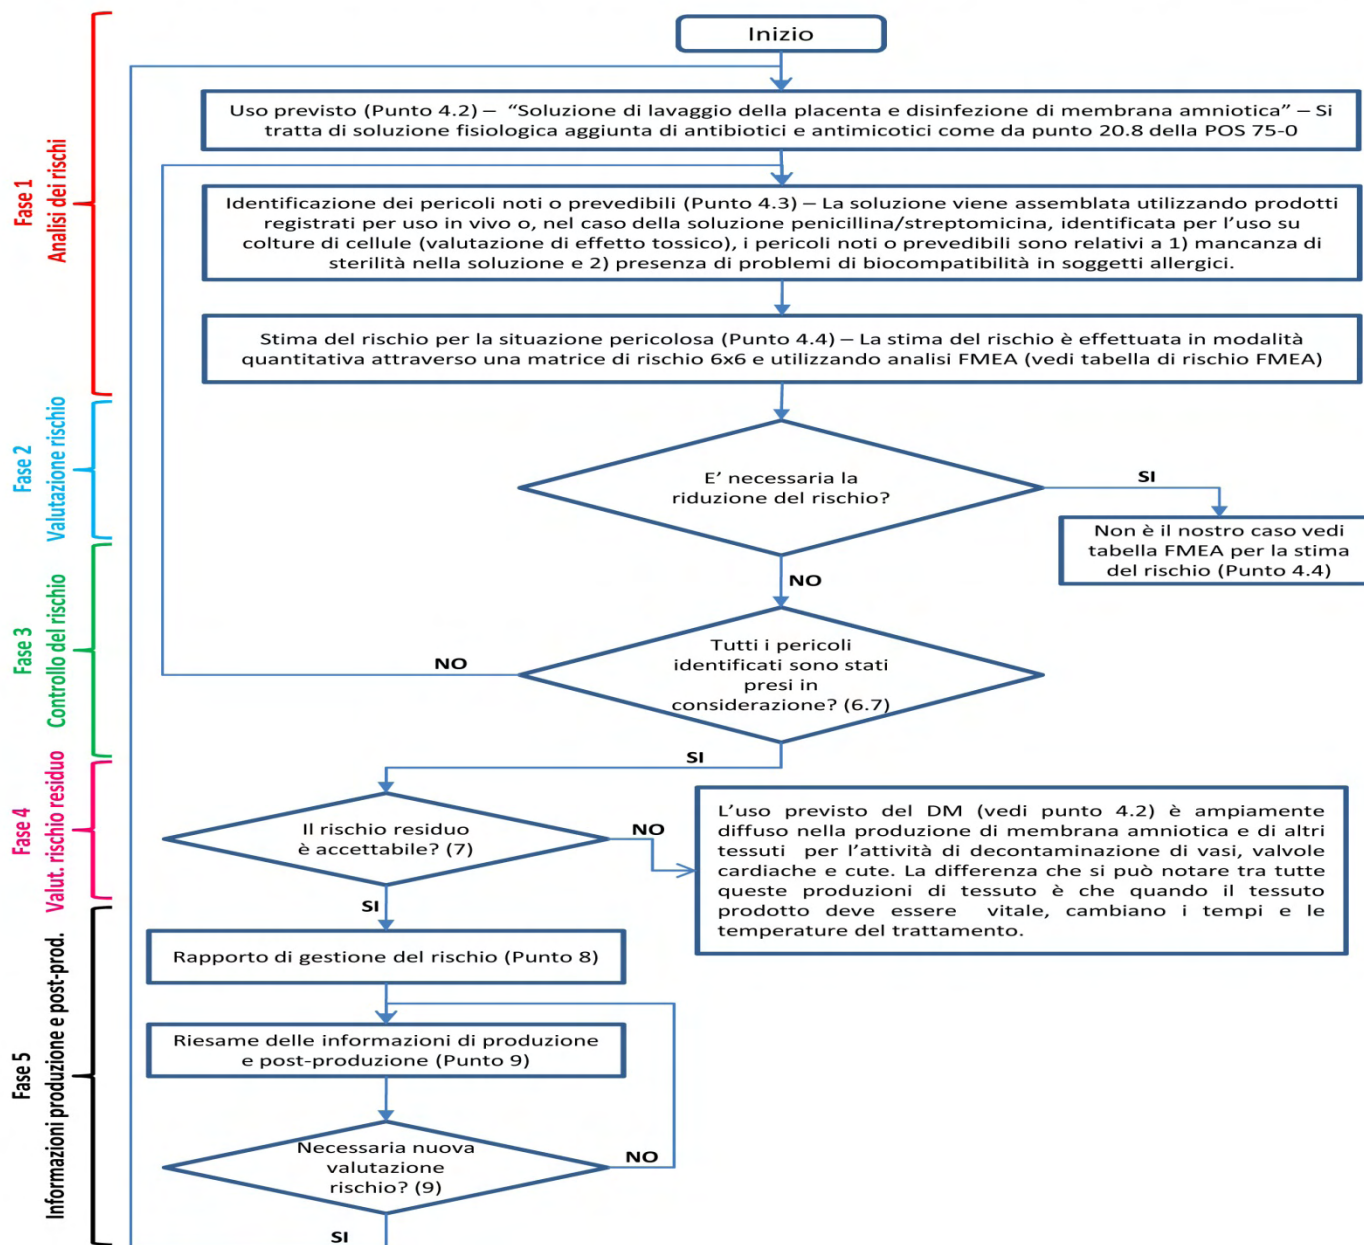 Inizio
Uso previsto (Punto 4.2) – “Soluzione di lavaggio della placenta e disinfezione di membrana amniotica” – Si
tratta di soluzione fisiologica aggiunta di antibiotici e antimicotici come da punto 20.8 della POS 75-0
Fase 1
Analisi dei rischi
Identificazione dei pericoli noti o prevedibili (Punto 4.3) – La soluzione viene assemblata utilizzando prodotti
registrati per uso in vivo o, nel caso della soluzione penicillina/streptomicina, identificata per l’uso su
colture di cellule (valutazione di effetto tossico), i pericoli noti o prevedibili sono relativi a 1) mancanza di
sterilità nella soluzione e 2) presenza di problemi di biocompatibilità in soggetti allergici.
Stima del rischio per la situazione pericolosa (Punto 4.4) – La stima del rischio è effettuata in modalità
quantitativa attraverso una matrice di rischio 6x6 e utilizzando analisi FMEA (vedi tabella di rischio FMEA)
Fase 2
Valutazione rischio
E’ necessaria la
riduzione del rischio?
SI
Non è il nostro caso vedi
tabella FMEA per la stima
del rischio (Punto 4.4)
NO
Fase 3
Controllo del rischio
Tutti i pericoli
identificati sono stati
presi in
considerazione? (6.7)
NO
SI
Fase 4
Valut. rischio residuo
Il rischio residuo
è accettabile? (7)
NO
L’uso previsto del DM (vedi punto 4.2) è ampiamente
diffuso nella produzione di membrana amniotica e di altri
tessuti per l’attività di decontaminazione di vasi, valvole
cardiache e cute. La differenza che si può notare tra tutte
queste produzioni di tessuto è che quando il tessuto
prodotto deve essere vitale, cambiano i tempi e le
temperature del trattamento.
SI
Fase 5
Informazioni produzione e post-prod.
Rapporto di gestione del rischio (Punto 8)
Riesame delle informazioni di produzione
e post-produzione (Punto 9)
Necessaria nuova
valutazione
rischio? (9)
NO
SI